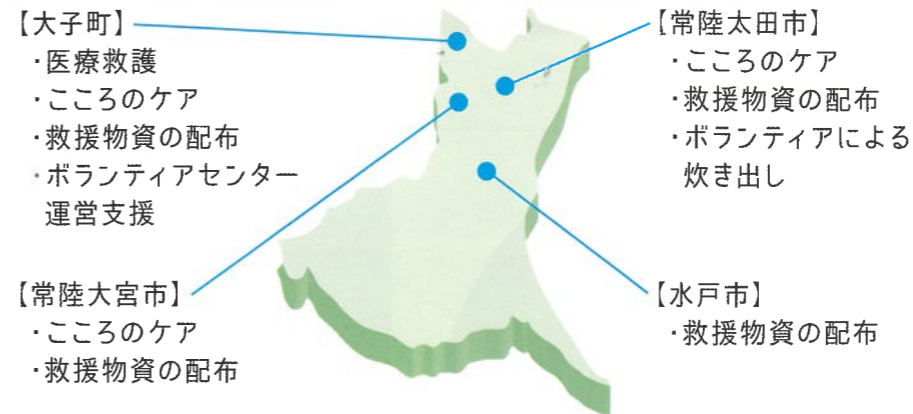 【大子町】
・医療救護
・こころのケア
・救援物資の配布
・ボランティアセンター
運営支援
【常陸太田市】
・こころのケア
・救援物資の配布
・ボランティアによる
炊き出し
【常陸大宮市】
・こころのケア
・救援物資の配布
【水戸市】
・救援物資の配布